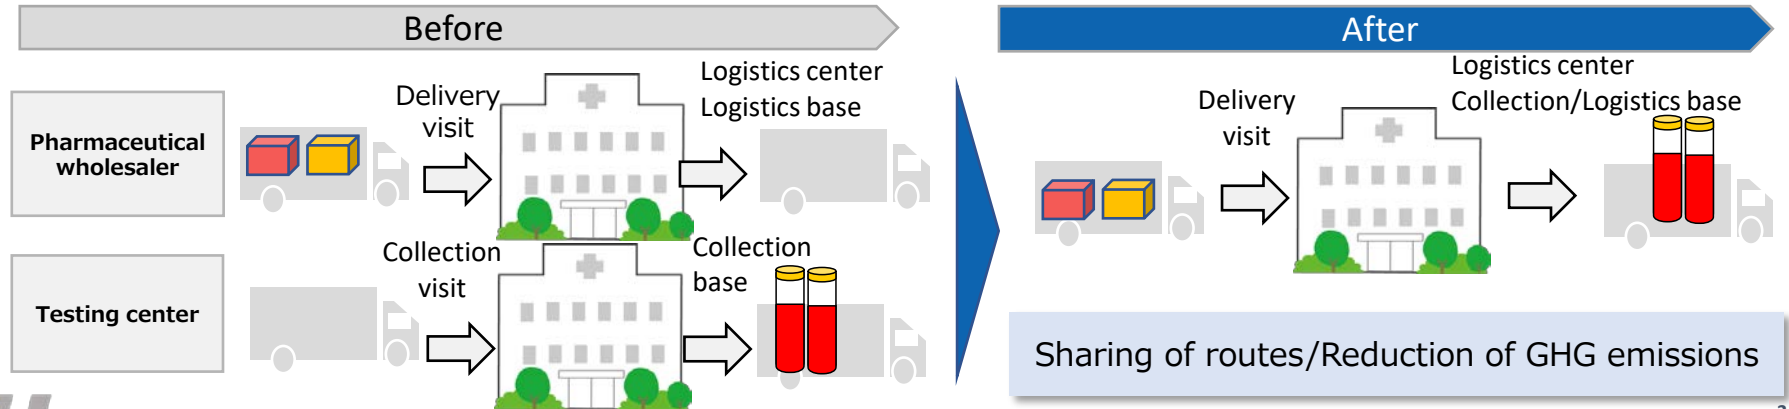 Before
Pharmaceutical
wholesaler
Delivery
visit
Logistics center
Logistics base
Testing center
Collection
visit
Collection
base
After
Delivery
visit
Logistics center
Collection/Logistics base
Sharing of routes/Reduction of GHG emissions